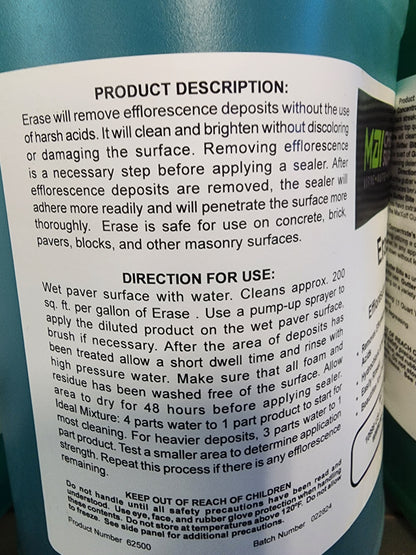 PRODUCT DESCRIPTION:
Erase will remove efflorescence deposits without the use
of harsh acids. It will clean and brighten without discoloring
or damaging the surface. Removing efflorescence
is a necessary step before applying a sealer. After
efflorescence deposits are removed, the sealer will
adhere more readily and will penetrate the surface more
thoroughly. Erase is safe for use on concrete, brick,
pavers, blocks, and other masonry surfaces.
DIRECTION FOR USE:
Wet paver surface with water. Cleans approx. 200
sq. ft. per gallon of Erase . Use a pump-up sprayer to
apply the diluted product on the wet paver surface,
brush if necessary. After the area of deposits has
been treated allow a short dwell time and rinse with
high pressure water. Make sure that all foam and
residue has been washed free of the surface. Allow
area to dry for 48 hours before applying sealer.
Ideal Mixture: 4 parts water to 1 part product to start for
most cleaning. For heavier deposits, 3 parts water to 1
part product. Test a smaller area to determine application
strength. Repeat this process if there is any efflorescence
remaining.
KEEP OUT OF REACH OF CHILDREN
Do not handle until all safety precautions have been read and
understood. Use eye, face, and rubber glove protection when handling
these contents. Do not store at temperatures above 120°F. Do not allow
to freeze. See side panel for additional precautions.
Product Number 62500
Batch Number 022824